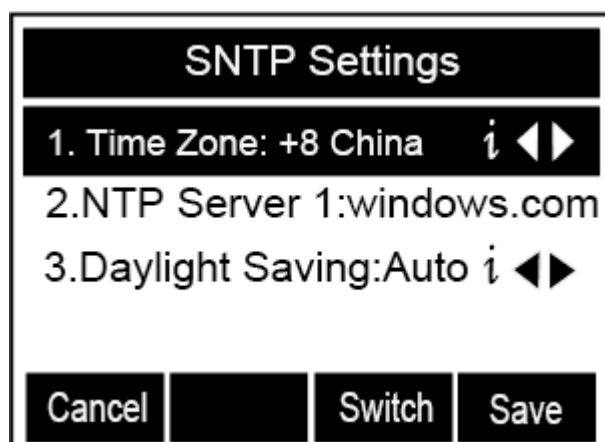 SNTP Settings
1. Time Zone: +8 China i
2.NTP Server 1:windows.com
3.Daylight Saving:Auto i
Cancel Switch Save